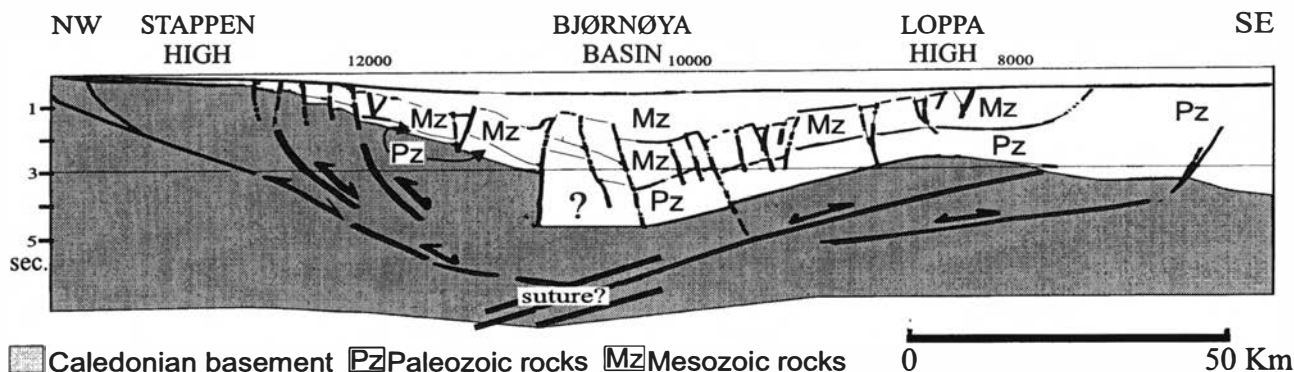 NW STAPPEN HIGH BJØRNØYA BASIN LOPPA HIGH SE
12000 10000 8000
1
3
5
sec.
Mz Mz Mz Mz Mz Mz
Pz Pz Pz Pz
?
suture?
Caledonian basement Pz Paleozoic rocks Mz Mesozoic rocks
0 50 Km